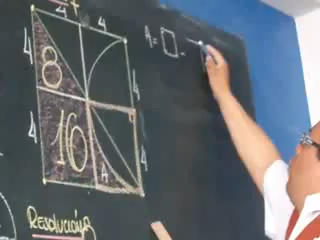 4 4
A = □ =
4 4
8
4 16 4
4
RESOLUCIÓN